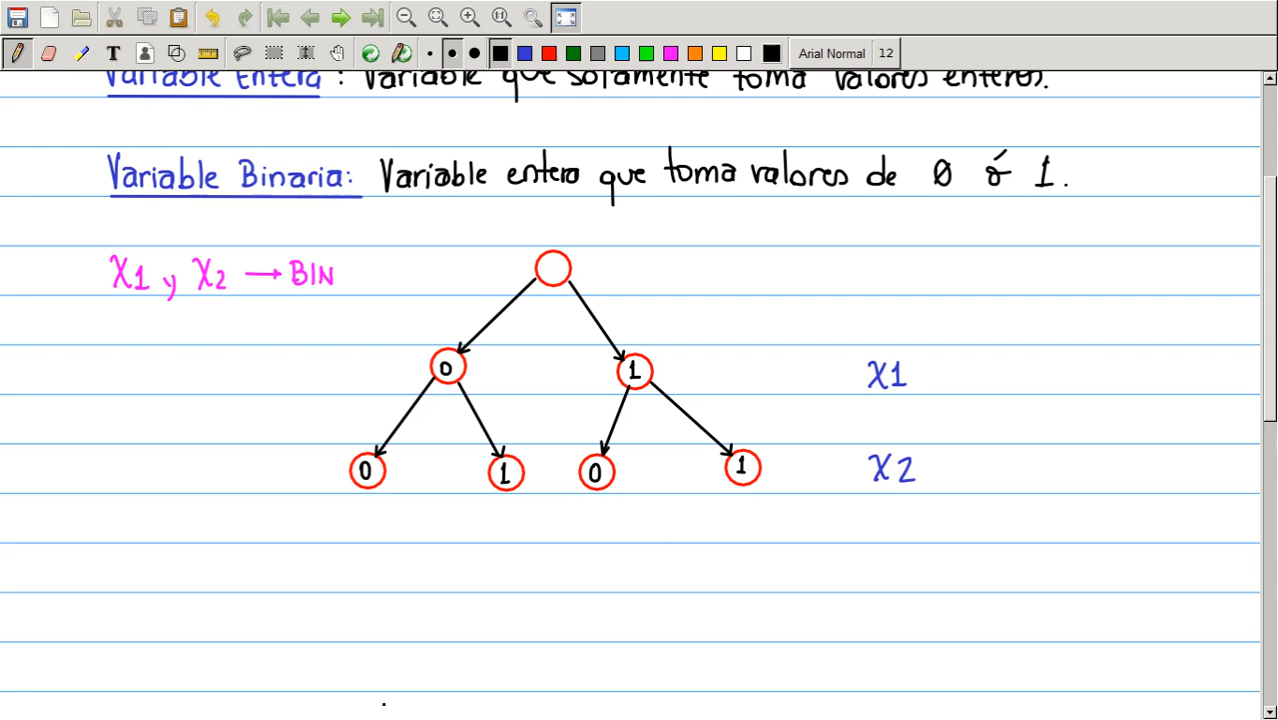 Arial Normal 12
Variable Entera : Variable que solamente toma valores enteros.
Variable Binaria: Variable entera que toma valores de 0 ó 1.
X1 y X2 → BIN
0 1 X1
0 1 0 1 X2